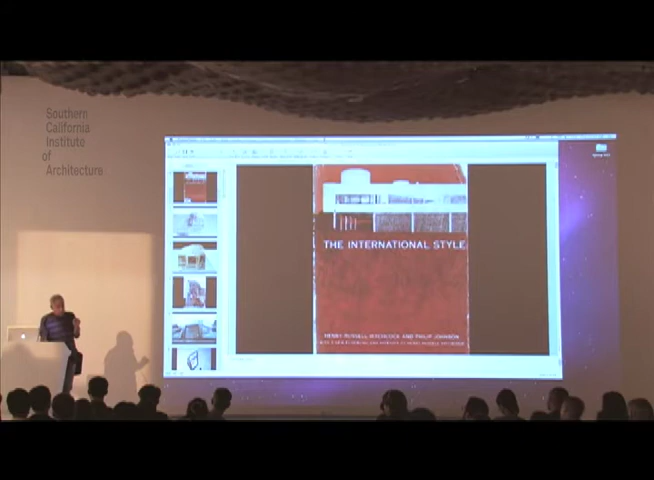 Southern
California
Institute
of
Architecture
THE INTERNATIONAL STYLE
HENRY-RUSSELL HITCHCOCK AND PHILIP JOHNSON